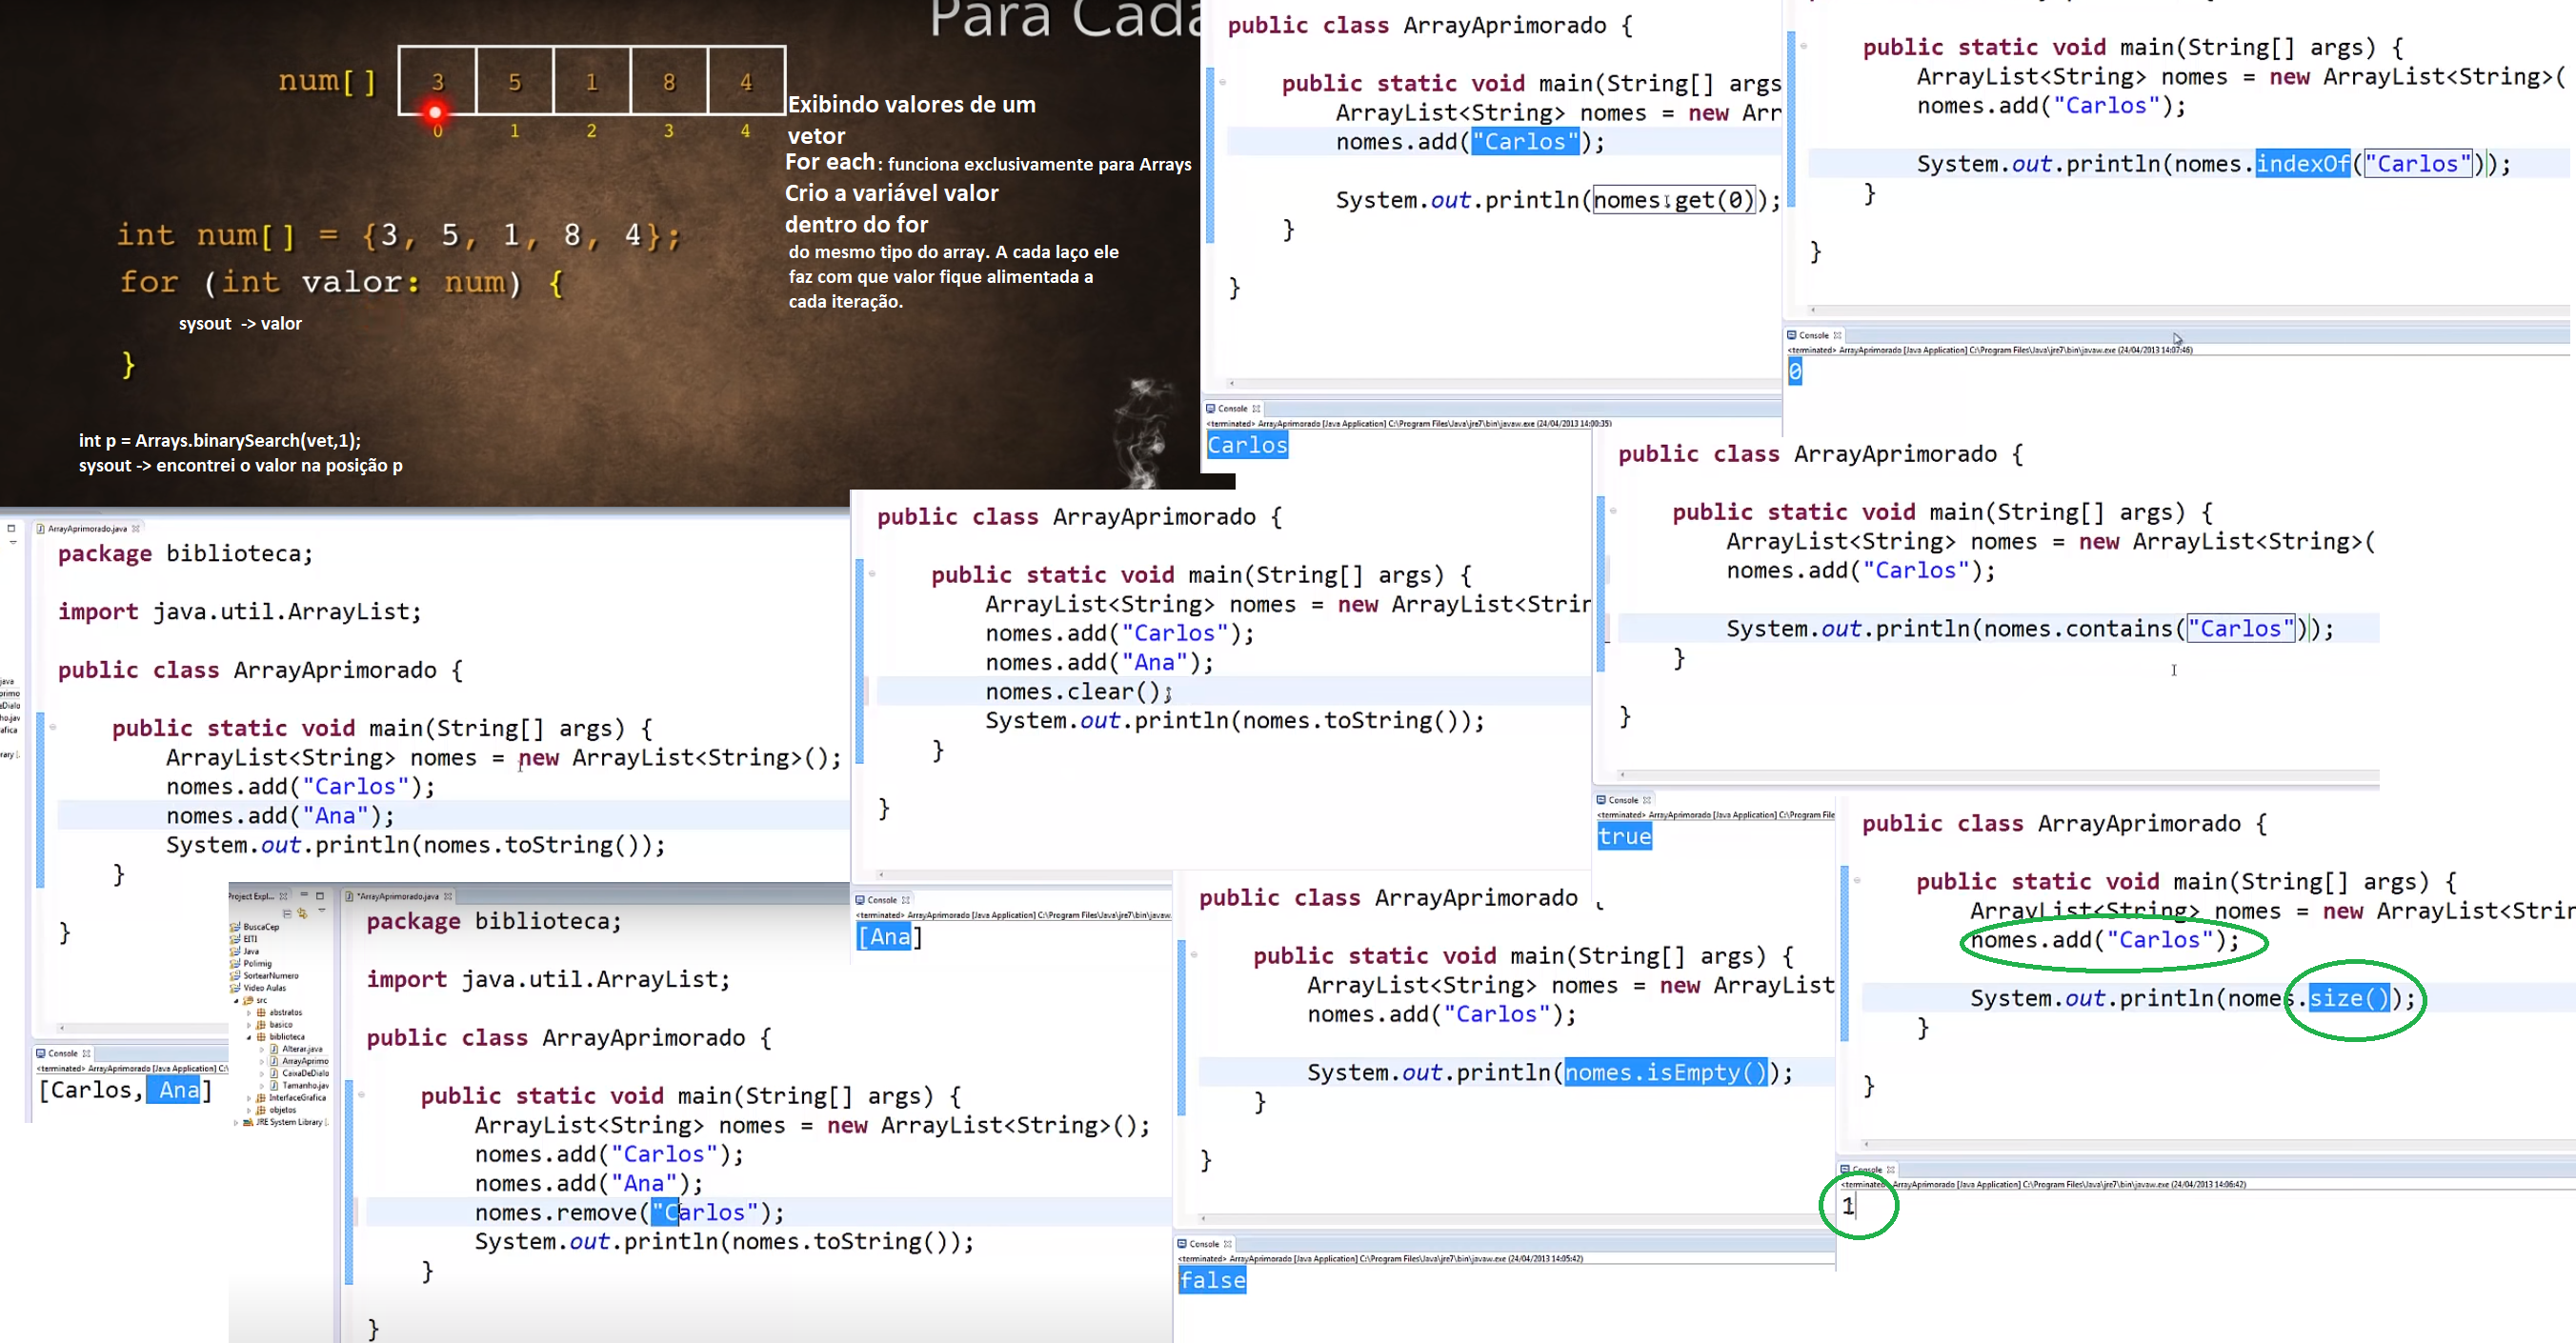 Para Cada
num[ ]
3 5 1 8 4
0 1 2 3 4
Exibindo valores de um
vetor
For each: funciona exclusivamente para Arrays
Crio a variável valor
dentro do for
do mesmo tipo do array. A cada laço ele
faz com que valor fique alimentada a
cada iteração.
int num[] = {3, 5, 1, 8, 4};
for (int valor: num) {
sysout -> valor
}
int p = Arrays.binarySearch(vet,1);
sysout -> encontrei o valor na posição p
public class ArrayAprimorado {
public static void main(String[] args
ArrayList<String> nomes = new Arr
nomes.add("Carlos");
System.out.println(nomes.get(0));
}
}
Console
<terminated> ArrayAprimorado [Java Application] C:\Program Files\Java\jre7\bin\javaw.exe (24/04/2013 14:00:35)
Carlos
public static void main(String[] args) {
ArrayList<String> nomes = new ArrayList<String>(
nomes.add("Carlos");
System.out.println(nomes.indexOf("Carlos"));
}
}
Console
<terminated> ArrayAprimorado [Java Application] C:\Program Files\Java\jre7\bin\javaw.exe (24/04/2013 14:07:46)
0
ArrayAprimorado.java
package biblioteca;
import java.util.ArrayList;
public class ArrayAprimorado {
public static void main(String[] args) {
ArrayList<String> nomes = new ArrayList<String>();
nomes.add("Carlos");
nomes.add("Ana");
System.out.println(nomes.toString());
}
}
Console
<terminated> ArrayAprimorado [Java Application] C:\
[Carlos, Ana]
public class ArrayAprimorado {
public static void main(String[] args) {
ArrayList<String> nomes = new ArrayList<Strin
nomes.add("Carlos");
nomes.add("Ana");
nomes.clear();
System.out.println(nomes.toString());
}
}
Console
<terminated> ArrayAprimorado [Java Application] C:\Program Files\Java\jre7\bin\javaw.
[Ana]
public class ArrayAprimorado {
public static void main(String[] args) {
ArrayList<String> nomes = new ArrayList<String>(
nomes.add("Carlos");
System.out.println(nomes.contains("Carlos"));
}
}
Console
<terminated> ArrayAprimorado [Java Application] C:\Program File
true
Project Expl...
BuscaCep
EITI
Java
Polimig
SortearNumero
Video Aulas
src
abstratos
basico
biblioteca
Alterar.java
ArrayAprimo
CaixaDeDialo
Tamanho.jav
InterfaceGrafica
objetos
JRE System Library [.
*ArrayAprimorado.java
package biblioteca;
import java.util.ArrayList;
public class ArrayAprimorado {
public static void main(String[] args) {
ArrayList<String> nomes = new ArrayList<String>();
nomes.add("Carlos");
nomes.add("Ana");
nomes.remove("Carlos");
System.out.println(nomes.toString());
}
}
public class ArrayAprimorado {
public static void main(String[] args) {
ArrayList<String> nomes = new ArrayList
nomes.add("Carlos");
System.out.println(nomes.isEmpty());
}
}
Console
<terminated> ArrayAprimorado [Java Application] C:\Program Files\Java\jre7\bin\javaw.exe (24/04/2013 14:05:42)
false
public class ArrayAprimorado {
public static void main(String[] args) {
ArrayList<String> nomes = new ArrayList<Strin
nomes.add("Carlos");
System.out.println(nomes.size());
}
}
Console
<terminated> ArrayAprimorado [Java Application] C:\Program Files\Java\jre7\bin\javaw.exe (24/04/2013 14:06:42)
1